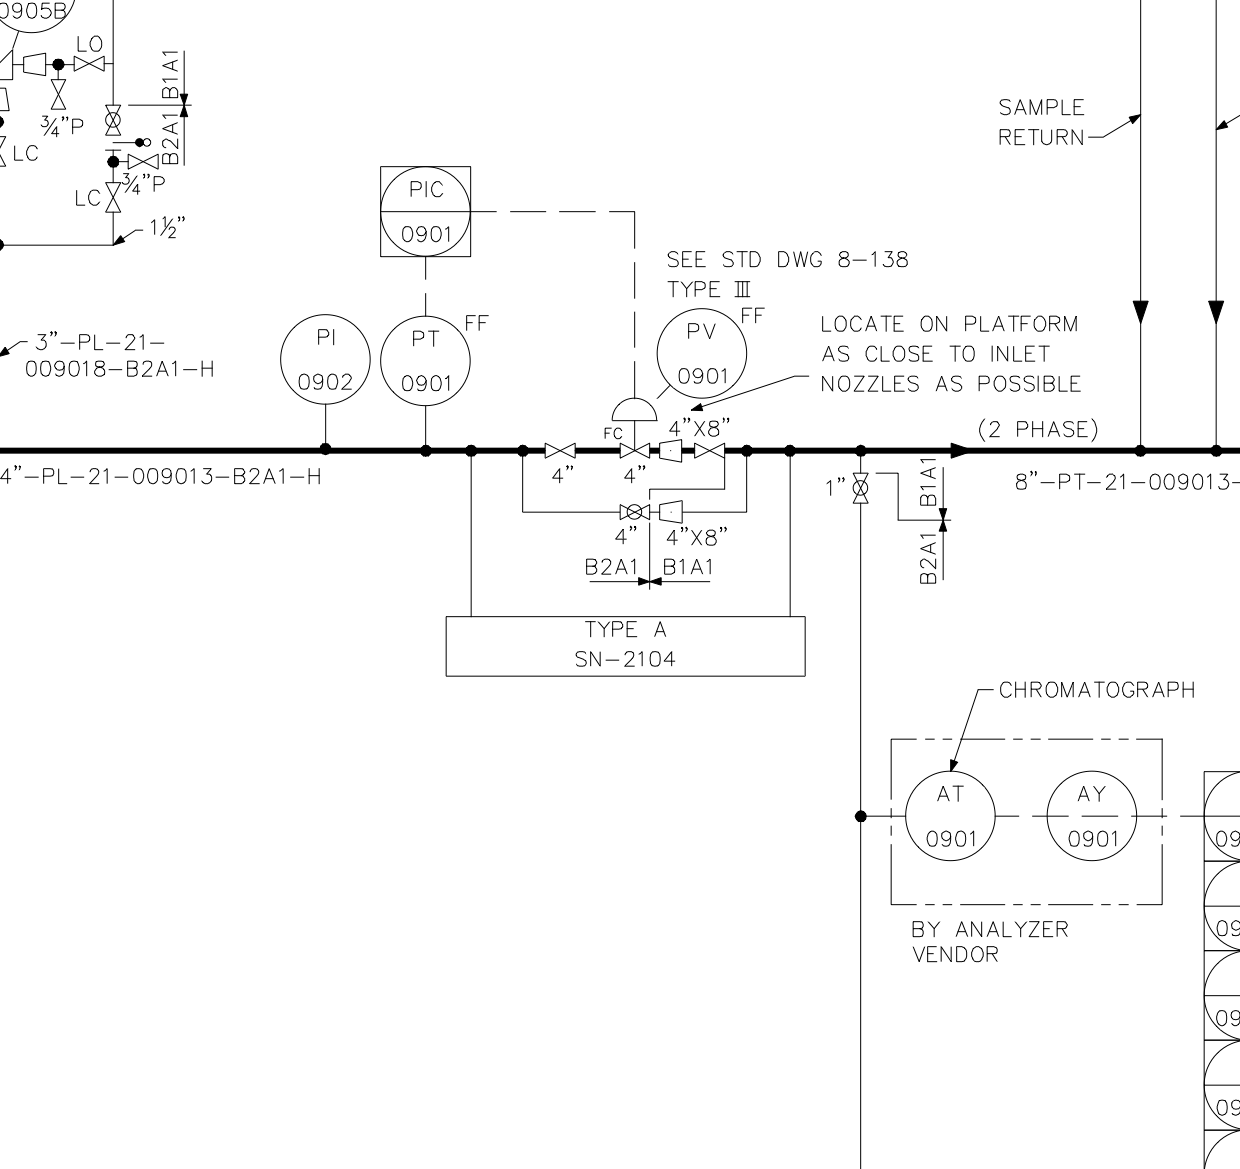 0905B
LO
B1A1
B2A1
¾"P
LC
¾"P
LC
1½"
SAMPLE
RETURN
PIC
0901
SEE STD DWG 8-138
TYPE III
FF
PI
0902
PT
0901
FF
PV
0901
LOCATE ON PLATFORM
AS CLOSE TO INLET
NOZZLES AS POSSIBLE
3"-PL-21-
009018-B2A1-H
FC
4"X8"
(2 PHASE)
4"-PL-21-009013-B2A1-H
4"
4"
1"
B1A1
B2A1
8"-PT-21-009013-
4"
4"X8"
B2A1
B1A1
TYPE A
SN-2104
CHROMATOGRAPH
AT
0901
AY
0901
BY ANALYZER
VENDOR
09
09
09
09